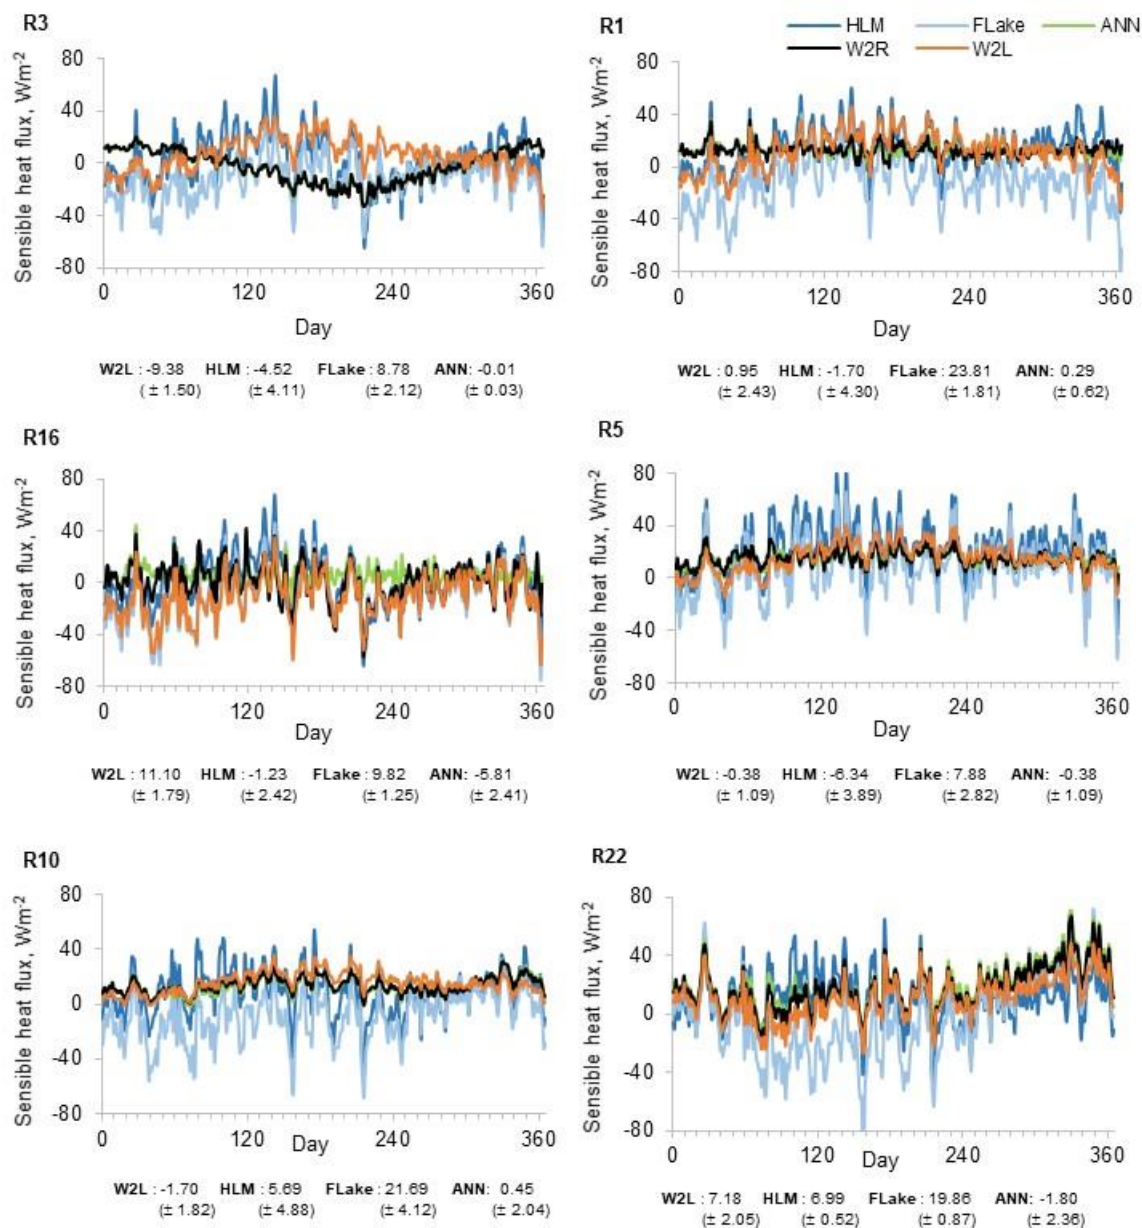 R3
Sensible heat flux, Wm-2
80
40
0
-40
-80
0 120 240 360
Day
W2L : -9.38 HLM : -4.52 FLake : 8.78 ANN: -0.01
( ± 1.50) (± 4.11) (± 2.12) (± 0.03)
R1
HLM FLake ANN
W2R W2L
Sensible heat flux, Wm-2
80
40
0
-40
-80
0 120 240 360
Day
W2L : 0.95 HLM : -1.70 FLake : 23.81 ANN: 0.29
(± 2.43) ( ± 4.30) (± 1.81) (± 0.62)
R16
Sensible heat flux, Wm-2
80
40
0
-40
-80
0 120 240 360
Day
W2L : 11.10 HLM : -1.23 FLake : 9.82 ANN: -5.81
(± 1.79) (± 2.42) (± 1.25) (± 2.41)
R5
Sensible heat flux, Wm-2
80
40
0
-40
-80
0 120 240 360
Day
W2L : -0.38 HLM : -6.34 FLake : 7.88 ANN: -0.38
(± 1.09) (± 3.89) (± 2.82) (± 1.09)
R10
Sensible heat flux, Wm-2
80
40
0
-40
-80
0 120 240 360
Day
W2L : -1.70 HLM : 5.69 FLake : 21.69 ANN: 0.45
(± 1.82) (± 4.88) (± 4.12) (± 2.04)
R22
Sensible heat flux, Wm-2
80
40
0
-40
-80
0 120 240 360
Day
W2L : 7.18 HLM : 6.99 FLake : 19.86 ANN: -1.80
(± 2.05) (± 0.52) (± 0.87) (± 2.36)